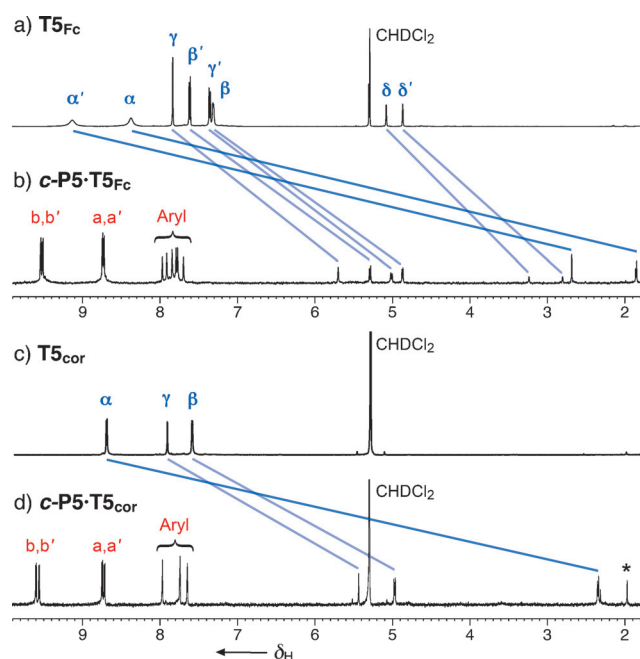 a) T5Fc
CHDCl2
α′ α γ β′ γ′ β δ δ′
b) c-P5·T5Fc
b,b′ a,a′ Aryl
9 8 7 6 5 4 3 2
c) T5cor
CHDCl2
α γ β
d) c-P5·T5cor
CHDCl2
b,b′ a,a′ Aryl
*
9 8 7 6 5 4 3 2
← δH